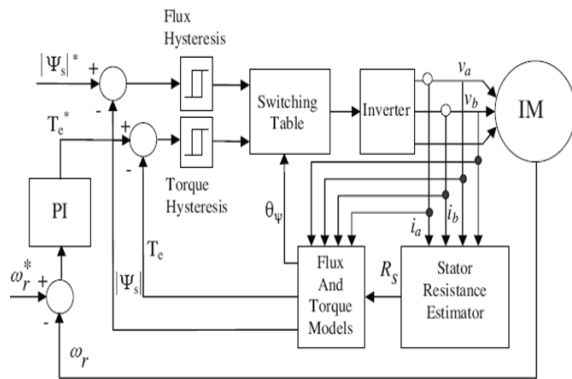 Flux
Hysteresis
|Ψs|*
+
-
Te*
+
-
Switching
Table
Inverter
va
vb
IM
Torque
Hysteresis
PI
θψ
ia
ib
Te
|Ψs|
Flux
And
Torque
Models
Rs
Stator
Resistance
Estimator
ωr*
+
-
ωr